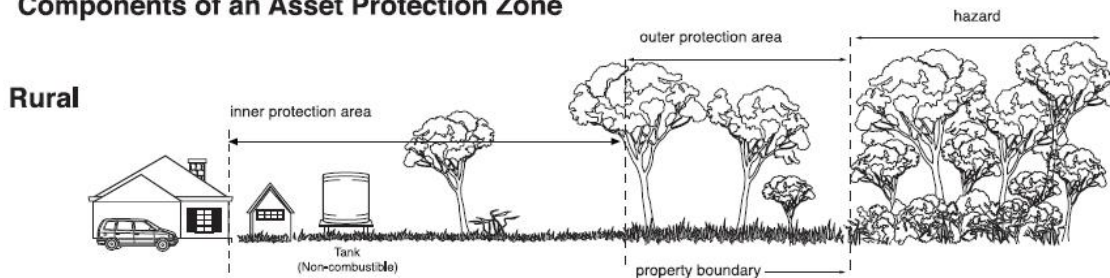 Components of an Asset Protection Zone
hazard
outer protection area
Rural
inner protection area
Tank
(Non-combustible)
property boundary